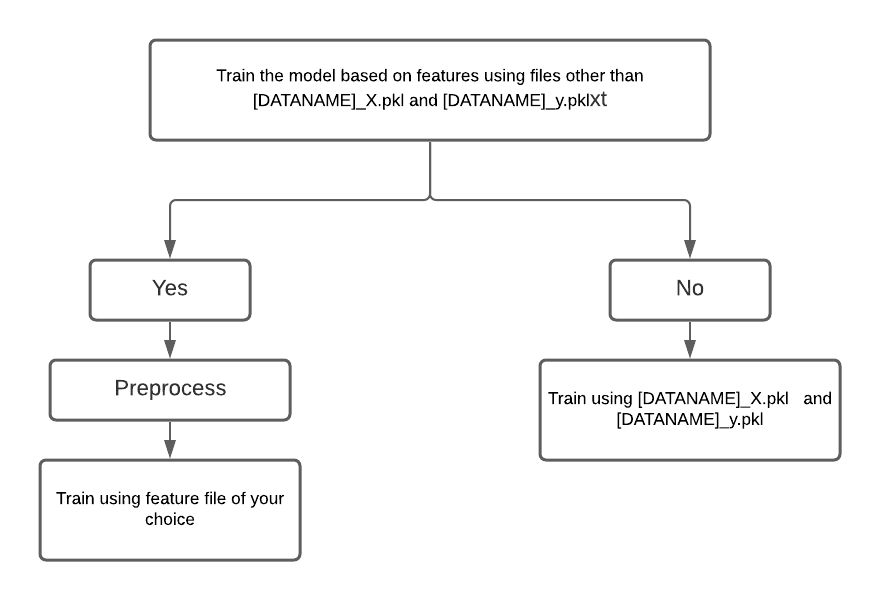 Train the model based on features using files other than
[DATANAME]_X.pkl and [DATANAME]_y.pklxt
Yes
No
Preprocess
Train using [DATANAME]_X.pkl and
[DATANAME]_y.pkl
Train using feature file of your
choice